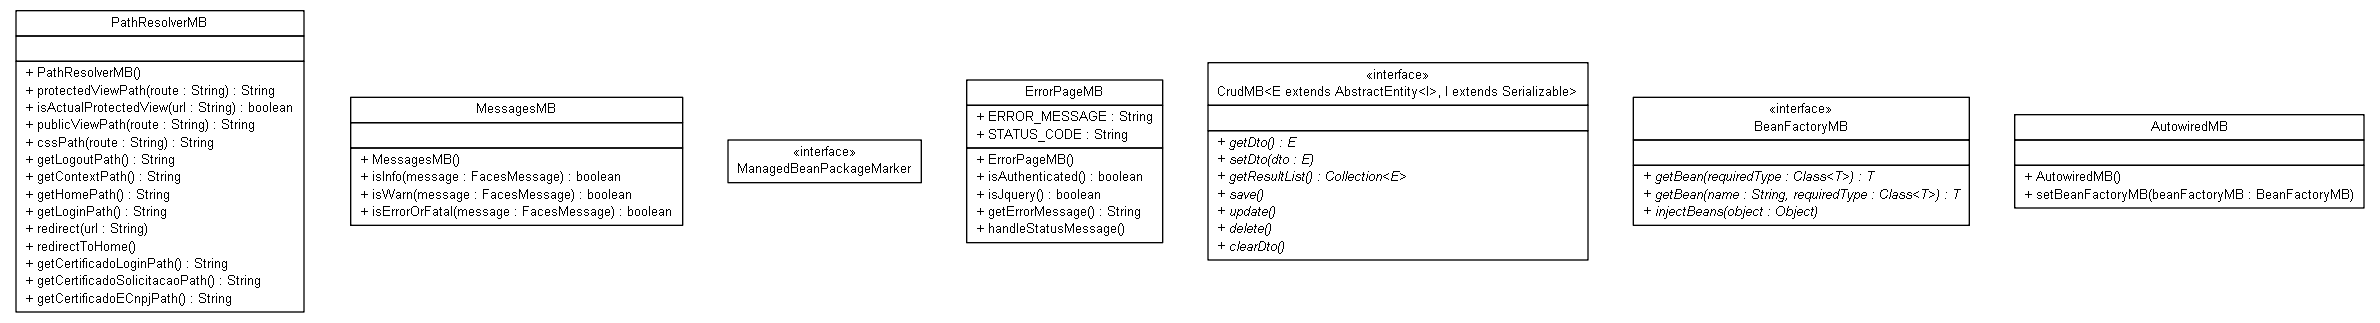 PathResolverMB
+ PathResolverMB()
+ protectedViewPath(route : String) : String
+ isActualProtectedView(url : String) : boolean
+ publicViewPath(route : String) : String
+ cssPath(route : String) : String
+ getLogoutPath() : String
+ getContextPath() : String
+ getHomePath() : String
+ getLoginPath() : String
+ redirect(url : String)
+ redirectToHome()
+ getCertificadoLoginPath() : String
+ getCertificadoSolicitacaoPath() : String
+ getCertificadoECnpjPath() : String
MessagesMB
+ MessagesMB()
+ isInfo(message : FacesMessage) : boolean
+ isWarn(message : FacesMessage) : boolean
+ isErrorOrFatal(message : FacesMessage) : boolean
«interface»
ManagedBeanPackageMarker
ErrorPageMB
+ ERROR_MESSAGE : String
+ STATUS_CODE : String
+ ErrorPageMB()
+ isAuthenticated() : boolean
+ isJquery() : boolean
+ getErrorMessage() : String
+ handleStatusMessage()
«interface»
CrudMB<E extends AbstractEntity<I>, I extends Serializable>
+ getDto() : E
+ setDto(dto : E)
+ getResultList() : Collection<E>
+ save()
+ update()
+ delete()
+ clearDto()
«interface»
BeanFactoryMB
+ getBean(requiredType : Class<T>) : T
+ getBean(name : String, requiredType : Class<T>) : T
+ injectBeans(object : Object)
AutowiredMB
+ AutowiredMB()
+ setBeanFactoryMB(beanFactoryMB : BeanFactoryMB)